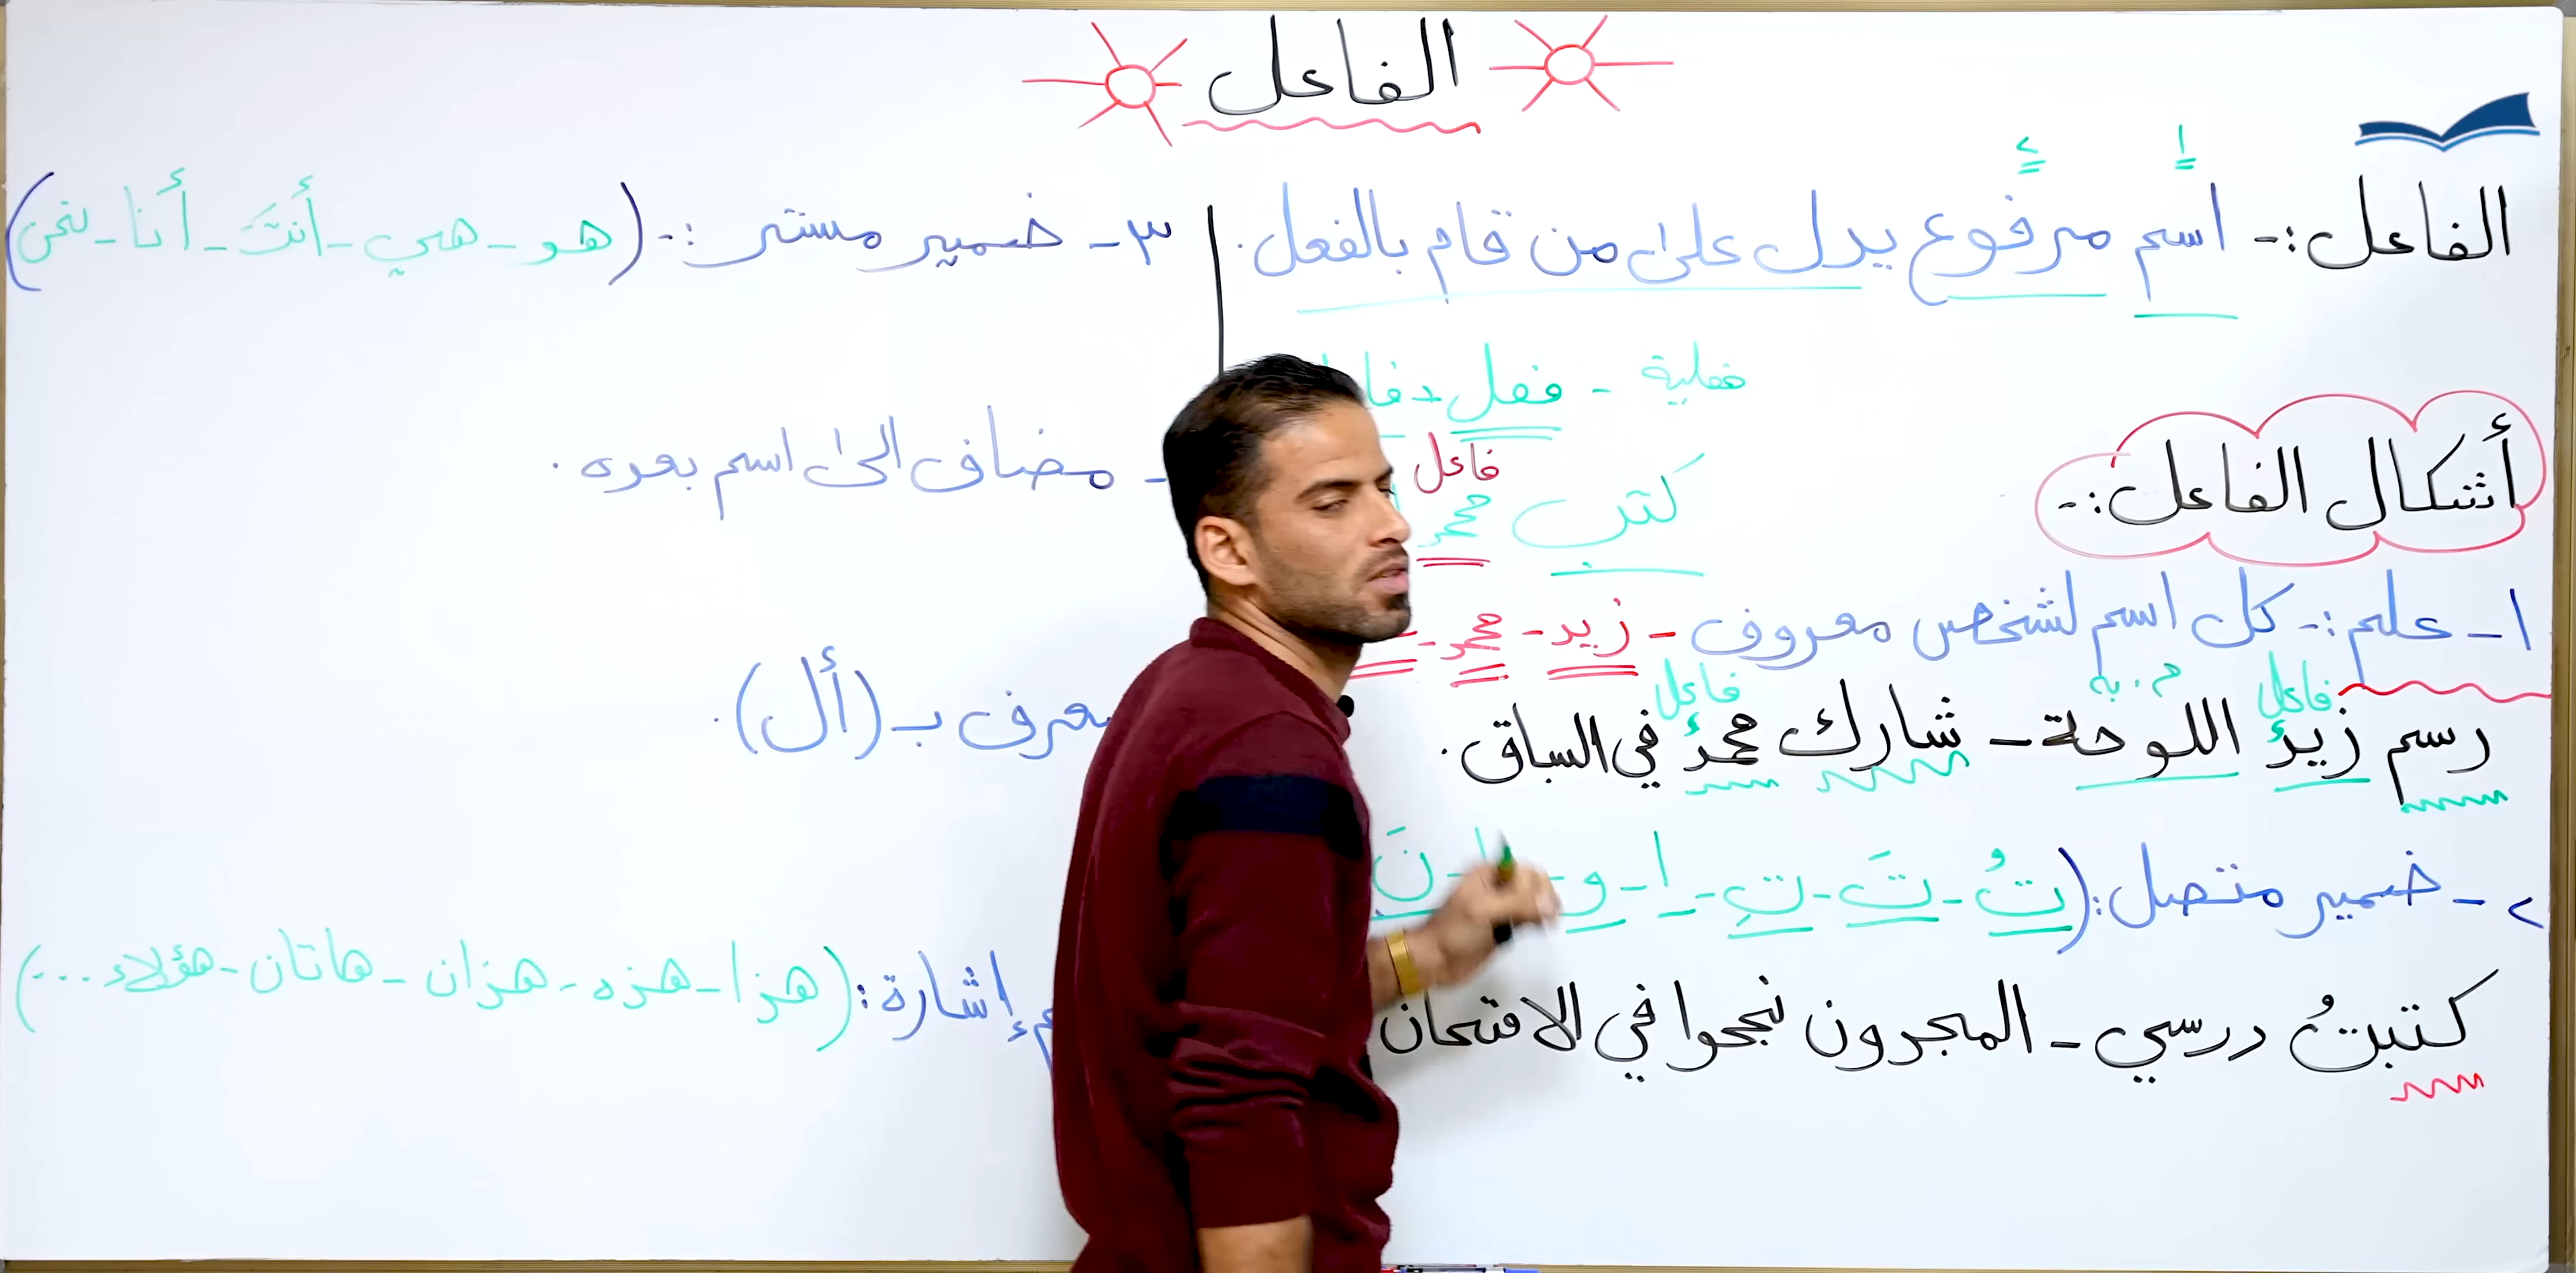 الفاعل
الفاعل :- اسم مرفوع يدل على من قام بالفعل .
١ ٢
فعلية - فعل + فا
أشكال الفاعل :-
فاعل
كتب محمد
١ - علم :- كل اسم لشخص معروف - زيد - محمد -
فاعل م . به فاعل
رسم زيدٌ اللوحة - شارك محمدٌ في السباق .
٢ - ضمير متصل : (تُ - تَ - تِ - ا - و - نَ
كتبتُ درسي - المجدون نجحوا في الامتحان
٣ - ضمير مستتر :- (هو - هي - أنتَ - أنا - نحن)
- مضاف الى اسم بعده .
معرف بـ (أل) .
إشارة : (هذا - هذه - هذان - هاتان - هؤلاء ...)